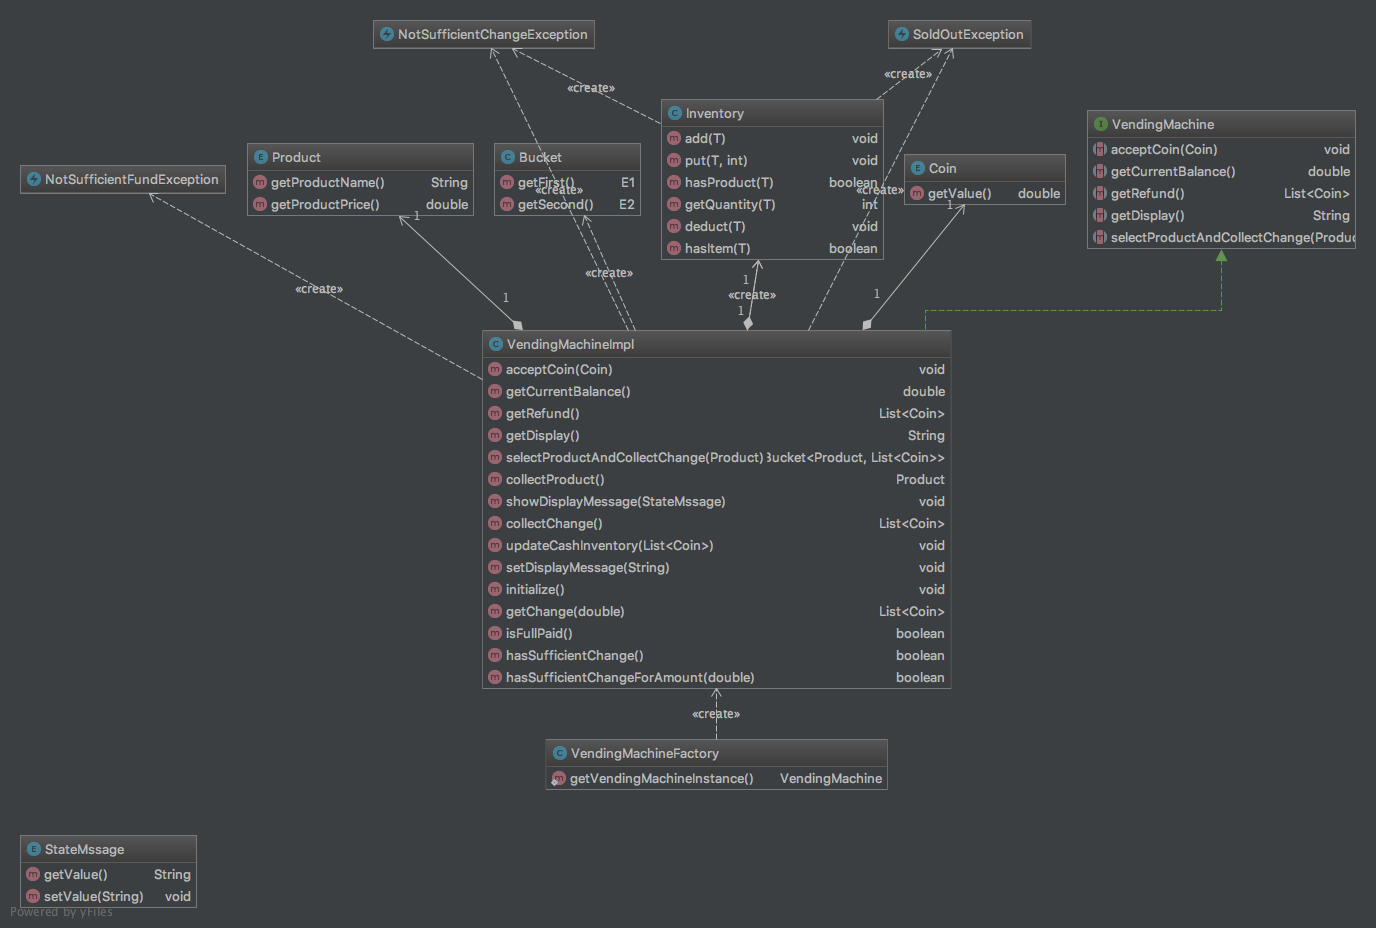 NotSufficientChangeException
SoldOutException
«create»
«create»
Inventory
add(T) void
put(T, int) void
hasProduct(T) boolean
getQuantity(T) int
deduct(T) void
hasItem(T) boolean
VendingMachine
acceptCoin(Coin) void
getCurrentBalance() double
getRefund() List<Coin>
getDisplay() String
selectProductAndCollectChange(Produc
Product
getProductName() String
getProductPrice() double
Bucket
getFirst() E1
getSecond() E2
«create»
Coin
getValue() double
«create»
NotSufficientFundException
1
1
«create»
1
«create»
1
«create»
1
1
«create»
1
VendingMachineImpl
acceptCoin(Coin) void
getCurrentBalance() double
getRefund() List<Coin>
getDisplay() String
selectProductAndCollectChange(Product) Bucket<Product, List<Coin>>
collectProduct() Product
showDisplayMessage(StateMssage) void
collectChange() List<Coin>
updateCashInventory(List<Coin>) void
setDisplayMessage(String) void
initialize() void
getChange(double) List<Coin>
isFullPaid() boolean
hasSufficientChange() boolean
hasSufficientChangeForAmount(double) boolean
«create»
VendingMachineFactory
getVendingMachineInstance() VendingMachine
StateMssage
getValue() String
setValue(String) void
Powered by yFiles